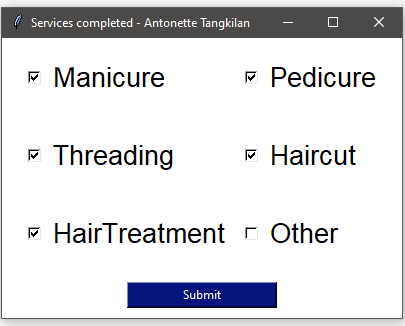 Services completed - Antonette Tangkilan
Manicure Pedicure
Threading Haircut
HairTreatment Other
Submit